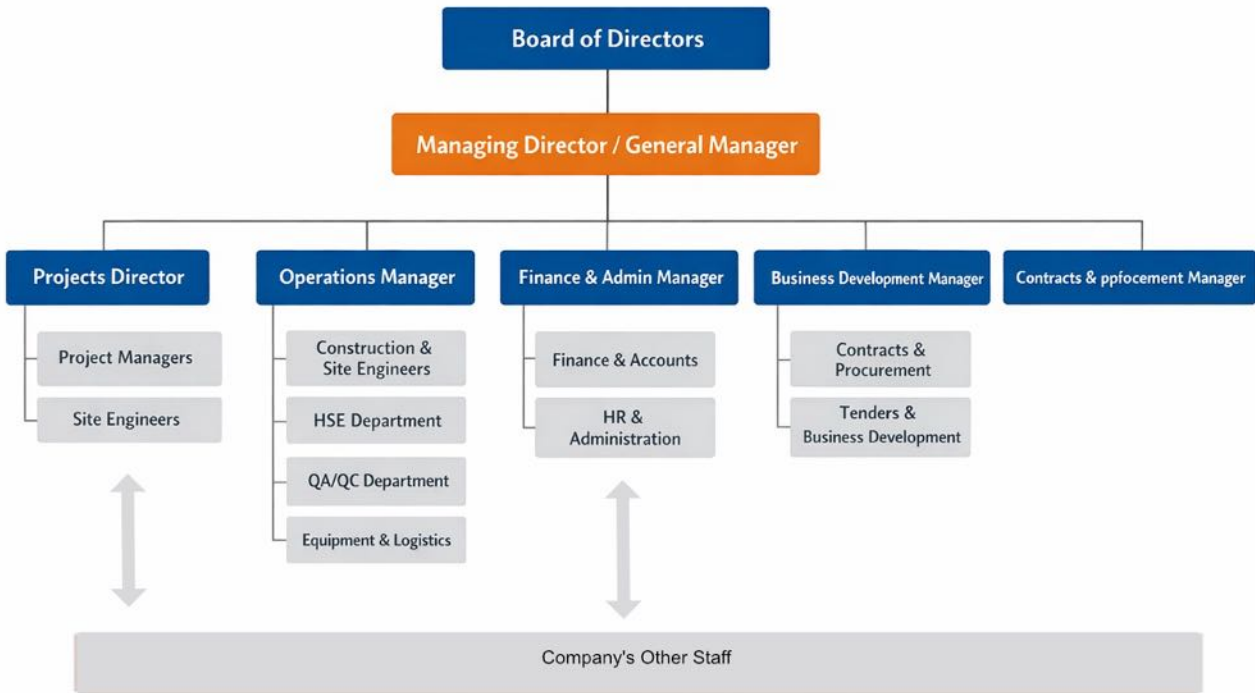 Board of Directors
Managing Director / General Manager
Projects Director
Operations Manager
Finance & Admin Manager
Business Development Manager
Contracts & ppfocement Manager
Project Managers
Site Engineers
Construction &
Site Engineers
HSE Department
QA/QC Department
Equipment & Logistics
Finance & Accounts
HR &
Administration
Contracts &
Procurement
Tenders &
Business Development
Company's Other Staff